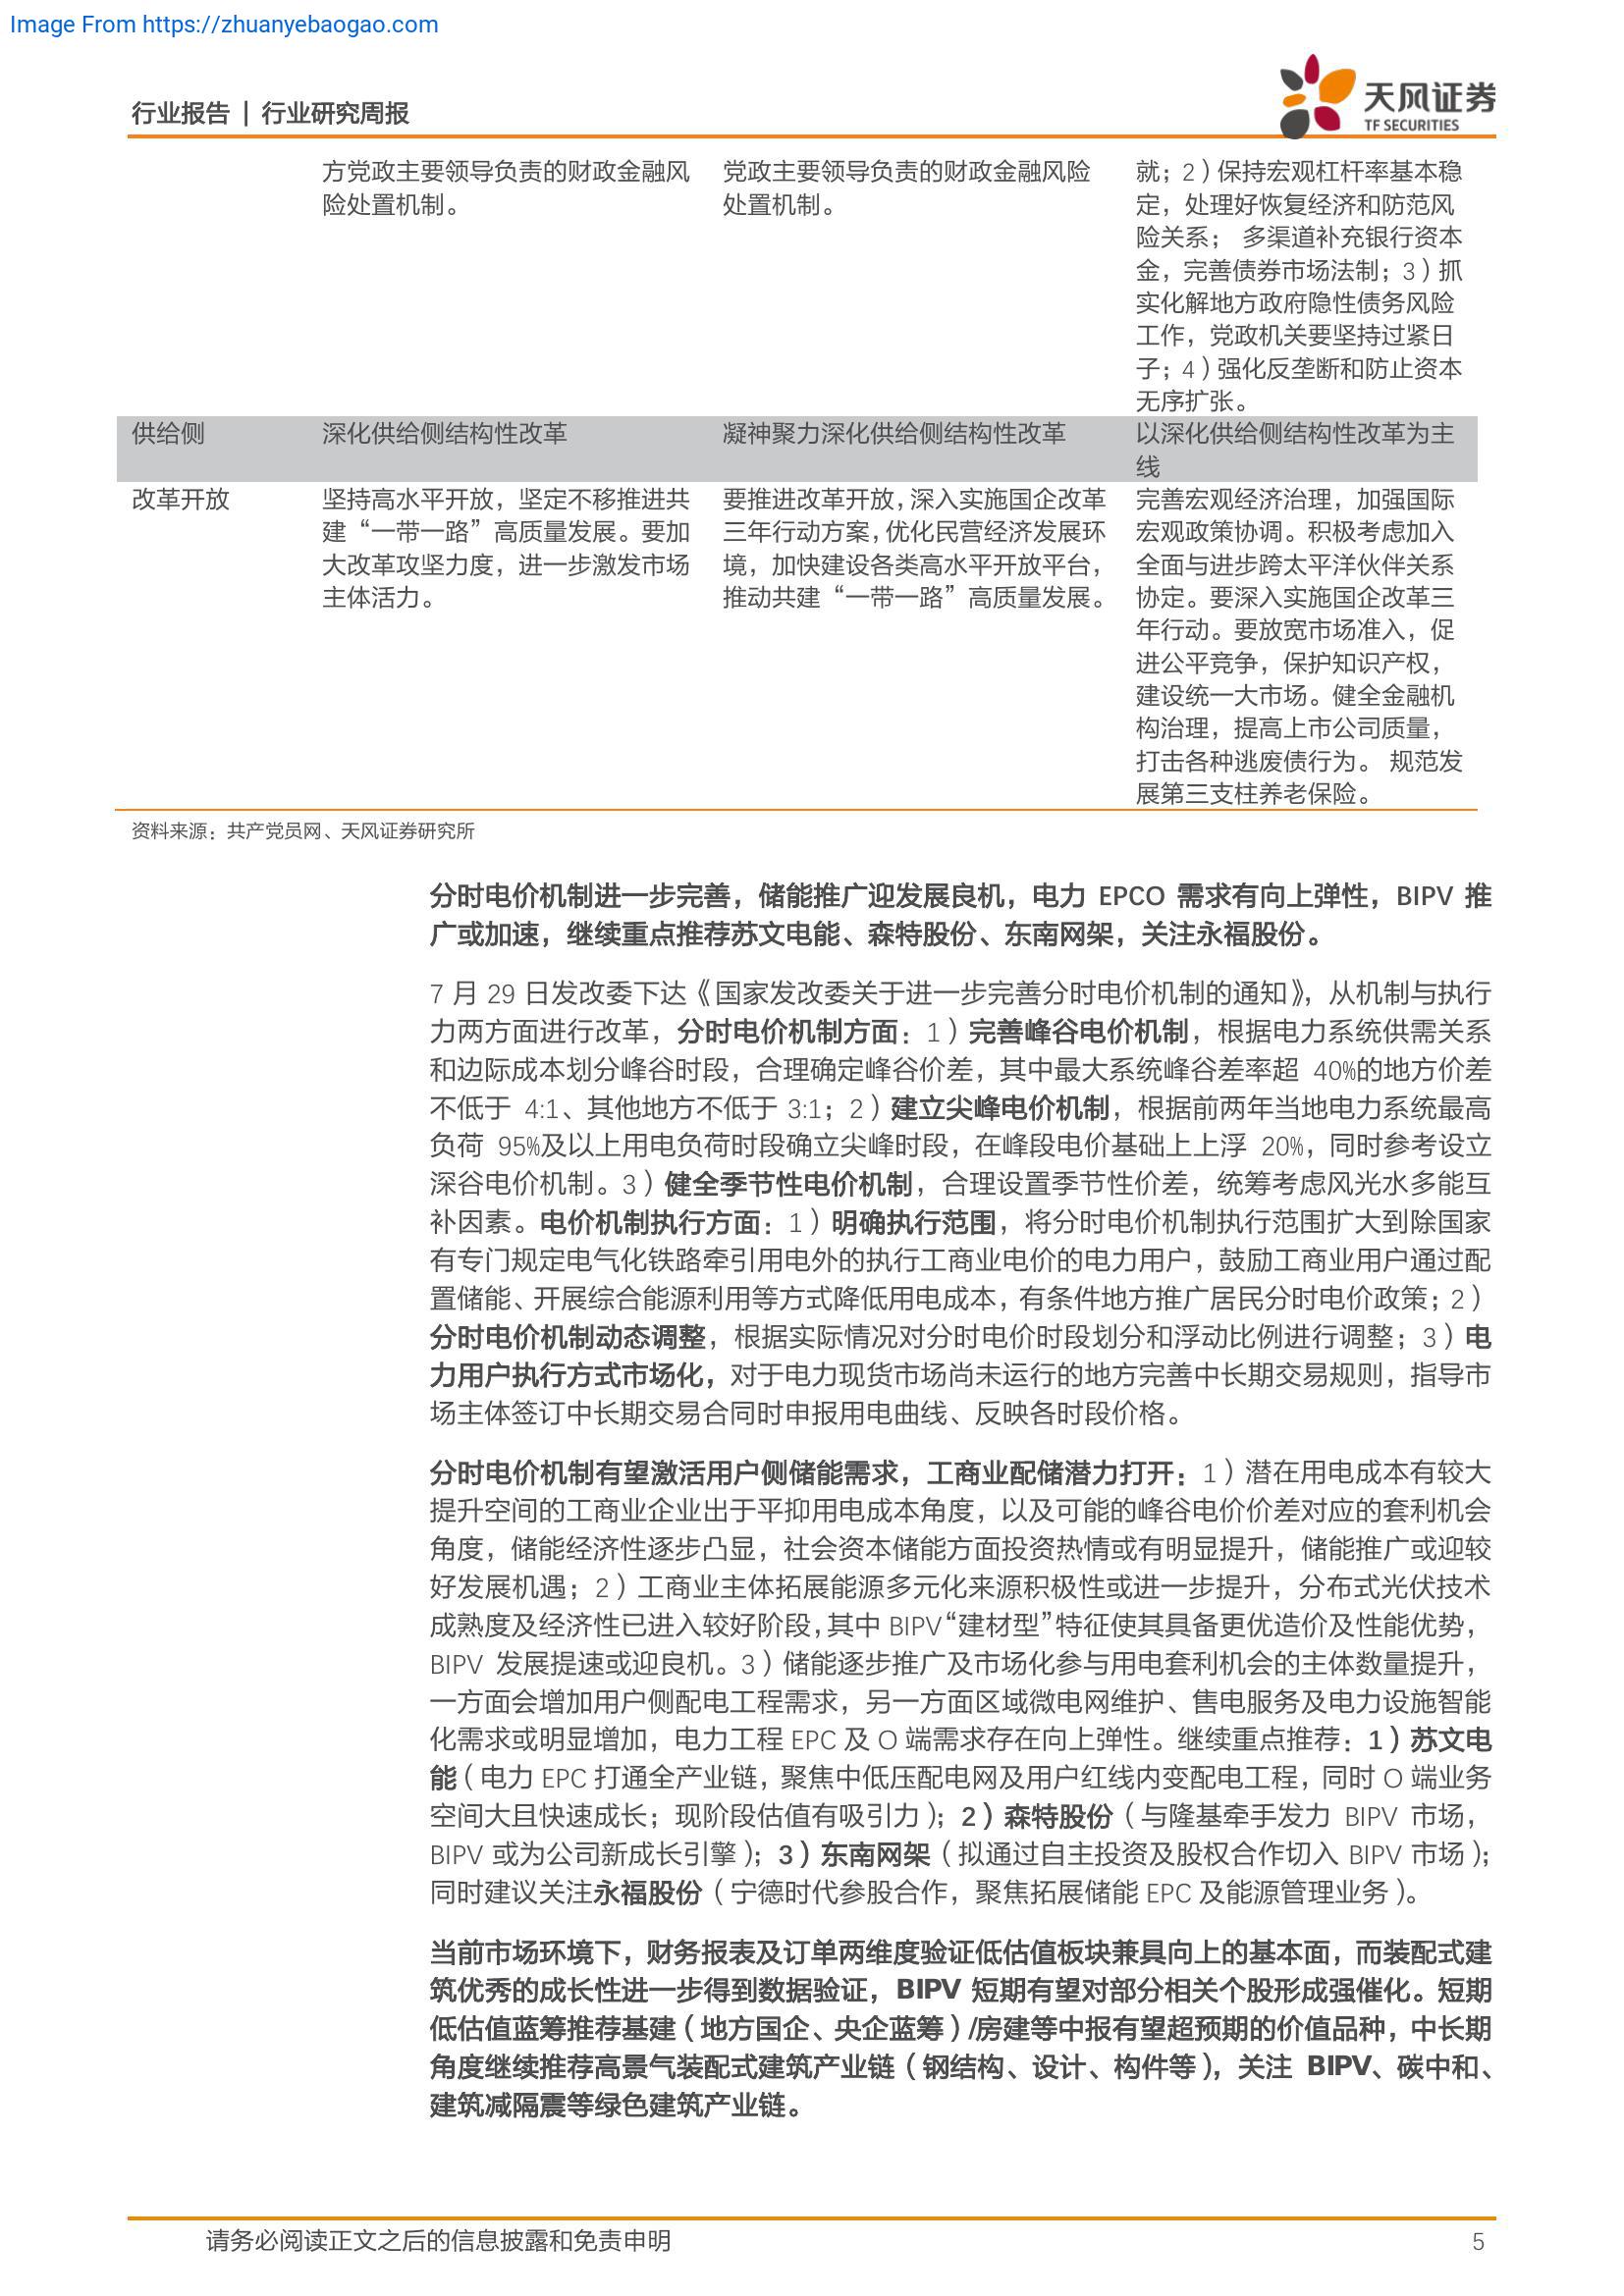 Image From https://zhuanyebaogao.com
行业报告 | 行业研究周报
天风证券
TF SECURITIES
方党政主要领导负责的财政金融风
险处置机制。
党政主要领导负责的财政金融风险
处置机制。
就；2）保持宏观杠杆率基本稳
定，处理好恢复经济和防范风
险关系； 多渠道补充银行资本
金，完善债券市场法制；3）抓
实化解地方政府隐性债务风险
工作，党政机关要坚持过紧日
子；4）强化反垄断和防止资本
无序扩张。
供给侧
深化供给侧结构性改革
凝神聚力深化供给侧结构性改革
以深化供给侧结构性改革为主
线
改革开放
坚持高水平开放，坚定不移推进共
建“一带一路”高质量发展。要加
大改革攻坚力度，进一步激发市场
主体活力。
要推进改革开放，深入实施国企改革
三年行动方案，优化民营经济发展环
境，加快建设各类高水平开放平台，
推动共建“一带一路”高质量发展。
完善宏观经济治理，加强国际
宏观政策协调。积极考虑加入
全面与进步跨太平洋伙伴关系
协定。要深入实施国企改革三
年行动。要放宽市场准入，促
进公平竞争，保护知识产权，
建设统一大市场。健全金融机
构治理，提高上市公司质量，
打击各种逃废债行为。 规范发
展第三支柱养老保险。
资料来源：共产党员网、天风证券研究所
分时电价机制进一步完善，储能推广迎发展良机，电力 EPCO 需求有向上弹性，BIPV 推
广或加速，继续重点推荐苏文电能、森特股份、东南网架，关注永福股份。
7 月 29 日发改委下达《国家发改委关于进一步完善分时电价机制的通知》，从机制与执行
力两方面进行改革，分时电价机制方面：1）完善峰谷电价机制，根据电力系统供需关系
和边际成本划分峰谷时段，合理确定峰谷价差，其中最大系统峰谷差率超 40%的地方价差
不低于 4:1、其他地方不低于 3:1；2）建立尖峰电价机制，根据前两年当地电力系统最高
负荷 95%及以上用电负荷时段确立尖峰时段，在峰段电价基础上上浮 20%，同时参考设立
深谷电价机制。3）健全季节性电价机制，合理设置季节性价差，统筹考虑风光水多能互
补因素。电价机制执行方面：1）明确执行范围，将分时电价机制执行范围扩大到除国家
有专门规定电气化铁路牵引用电外的执行工商业电价的电力用户，鼓励工商业用户通过配
置储能、开展综合能源利用等方式降低用电成本，有条件地方推广居民分时电价政策；2）
分时电价机制动态调整，根据实际情况对分时电价时段划分和浮动比例进行调整；3）电
力用户执行方式市场化，对于电力现货市场尚未运行的地方完善中长期交易规则，指导市
场主体签订中长期交易合同时申报用电曲线、反映各时段价格。
分时电价机制有望激活用户侧储能需求，工商业配储潜力打开：1）潜在用电成本有较大
提升空间的工商业企业出于平抑用电成本角度，以及可能的峰谷电价价差对应的套利机会
角度，储能经济性逐步凸显，社会资本储能方面投资热情或有明显提升，储能推广或迎较
好发展机遇；2）工商业主体拓展能源多元化来源积极性或进一步提升，分布式光伏技术
成熟度及经济性已进入较好阶段，其中 BIPV“建材型”特征使其具备更优造价及性能优势，
BIPV 发展提速或迎良机。3）储能逐步推广及市场化参与用电套利机会的主体数量提升，
一方面会增加用户侧配电工程需求，另一方面区域微电网维护、售电服务及电力设施智能
化需求或明显增加，电力工程 EPC 及 O 端需求存在向上弹性。继续重点推荐：1）苏文电
能（电力 EPC 打通全产业链，聚焦中低压配电网及用户红线内变配电工程，同时 O 端业务
空间大且快速成长；现阶段估值有吸引力）；2）森特股份（与隆基牵手发力 BIPV 市场，
BIPV 或为公司新成长引擎）；3）东南网架（拟通过自主投资及股权合作切入 BIPV 市场）；
同时建议关注永福股份（宁德时代参股合作，聚焦拓展储能 EPC 及能源管理业务）。
当前市场环境下，财务报表及订单两维度验证低估值板块兼具向上的基本面，而装配式建
筑优秀的成长性进一步得到数据验证，BIPV 短期有望对部分相关个股形成强催化。短期
低估值蓝筹推荐基建（地方国企、央企蓝筹）/房建等中报有望超预期的价值品种，中长期
角度继续推荐高景气装配式建筑产业链（钢结构、设计、构件等），关注 BIPV、碳中和、
建筑减隔震等绿色建筑产业链。
请务必阅读正文之后的信息披露和免责申明
5